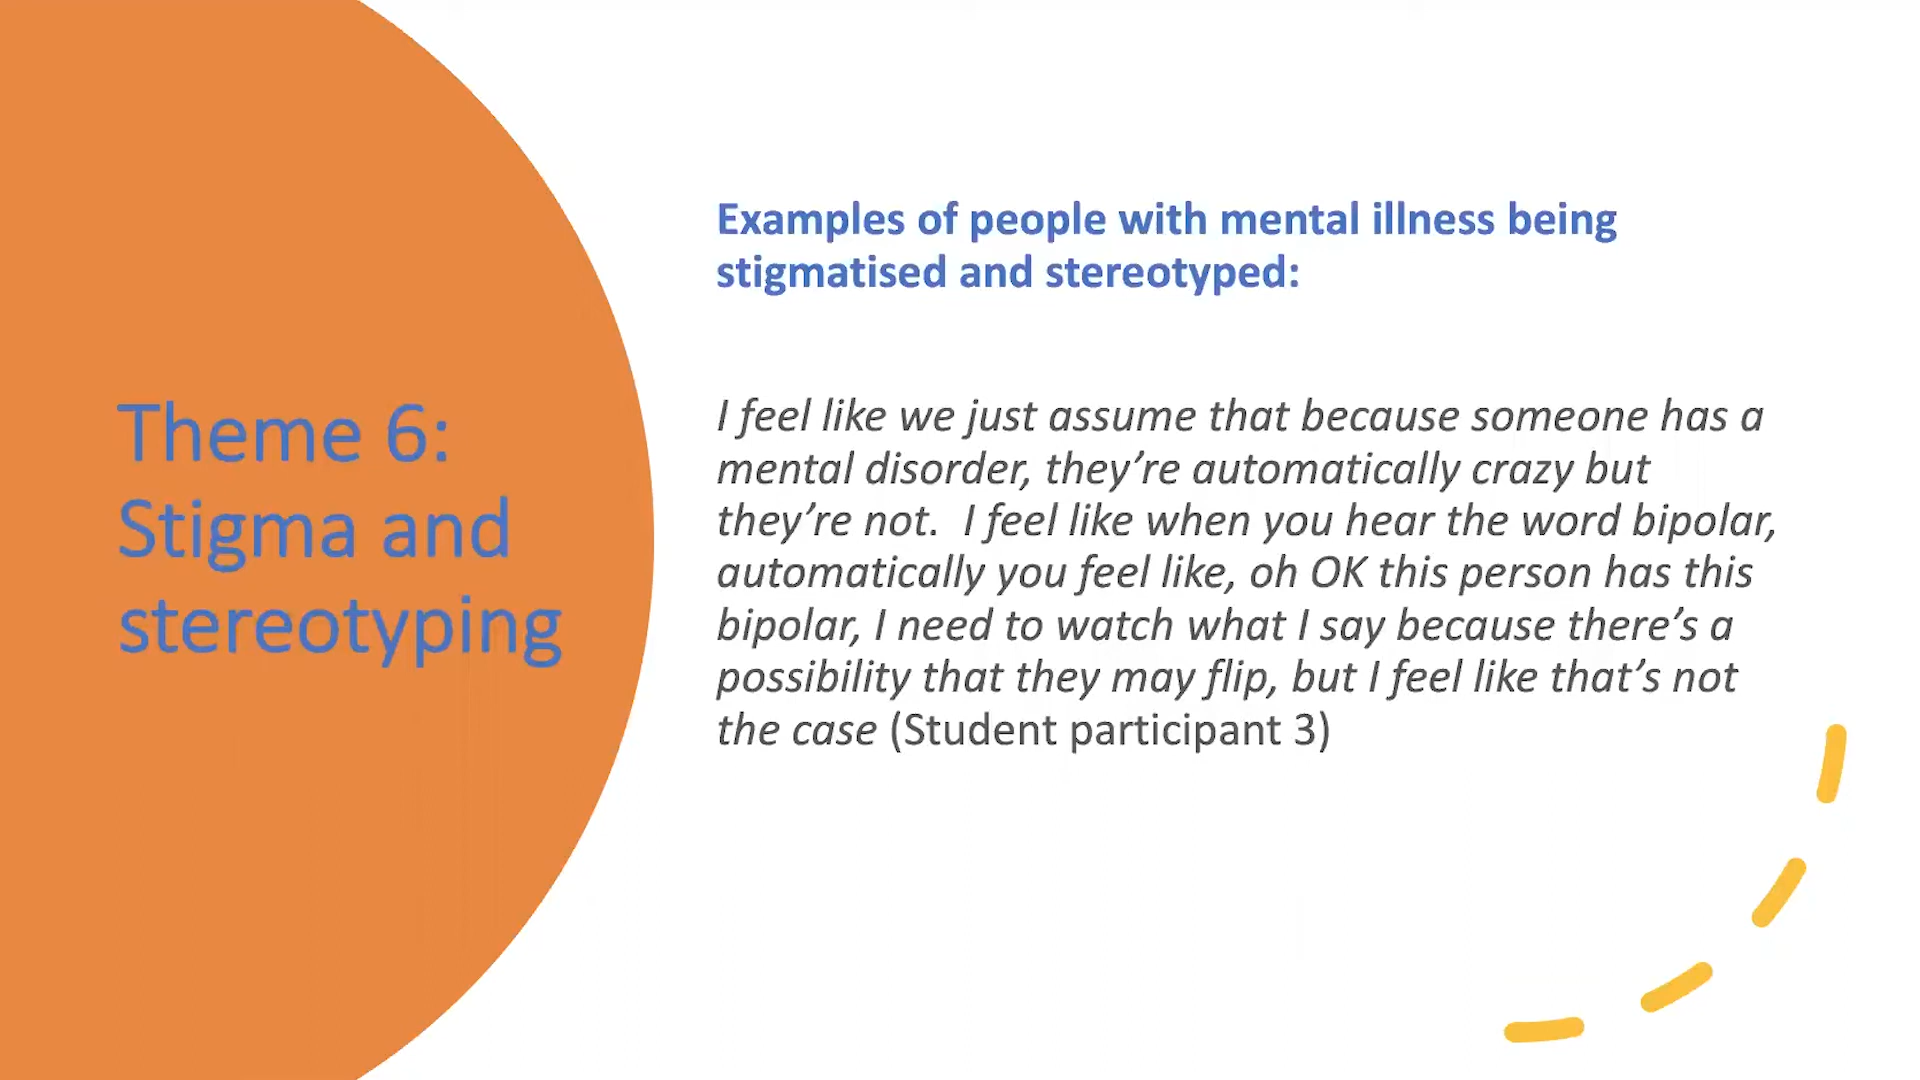 Theme 6:
Stigma and
stereotyping
Examples of people with mental illness being
stigmatised and stereotyped:
I feel like we just assume that because someone has a
mental disorder, they’re automatically crazy but
they’re not.  I feel like when you hear the word bipolar,
automatically you feel like, oh OK this person has this
bipolar, I need to watch what I say because there’s a
possibility that they may flip, but I feel like that’s not
the case (Student participant 3)